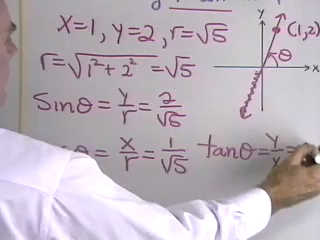 x=1, y=2, r=√5
r=√(1²+2²) =√5
Sinθ = y/r = 2/√5
θ = x/r = 1/√5 tanθ = y/x =
y
(1,2)
θ
x